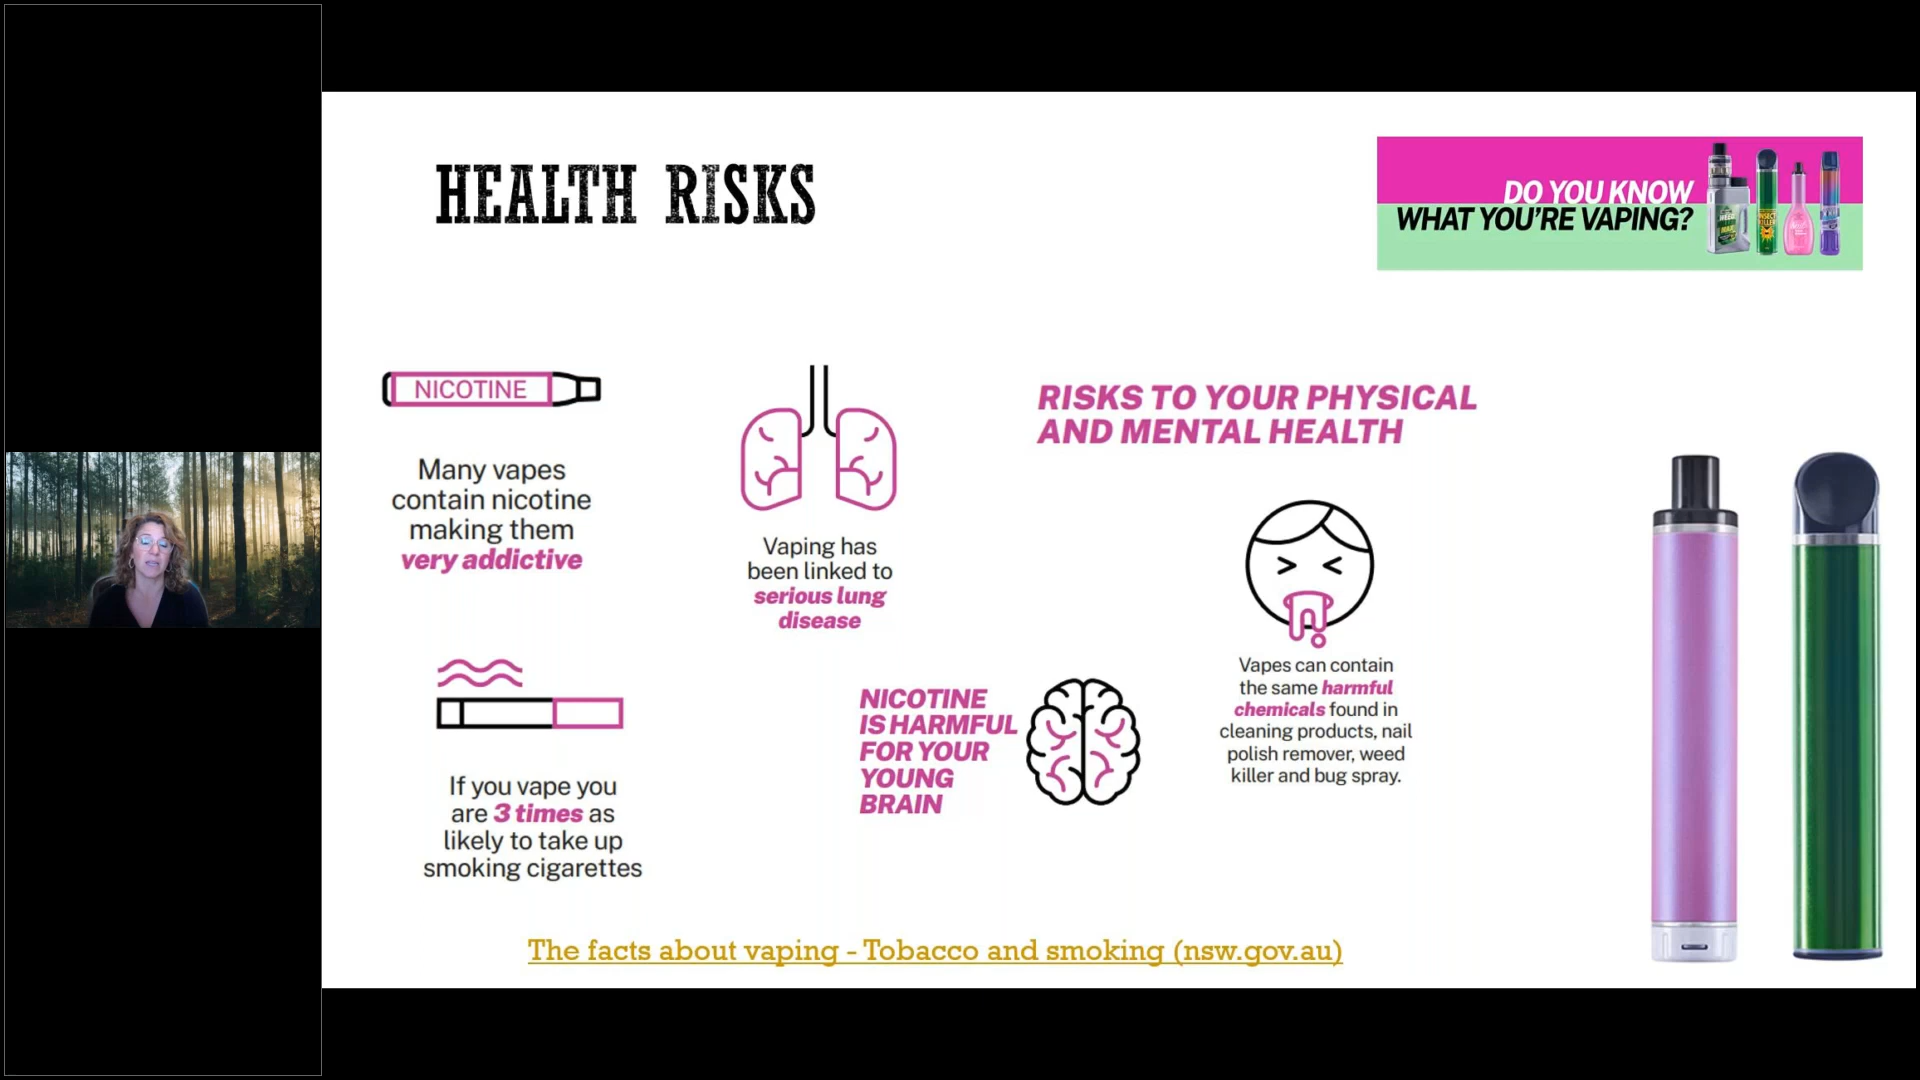 HEALTH RISKS
DO YOU KNOW
WHAT YOU'RE VAPING?
NICOTINE
Many vapes
contain nicotine
making them
very addictive
Vaping has
been linked to
serious lung
disease
RISKS TO YOUR PHYSICAL
AND MENTAL HEALTH
If you vape you
are 3 times as
likely to take up
smoking cigarettes
NICOTINE
IS HARMFUL
FOR YOUR
YOUNG
BRAIN
Vapes can contain
the same harmful
chemicals found in
cleaning products, nail
polish remover, weed
killer and bug spray.
The facts about vaping - Tobacco and smoking (nsw.gov.au)